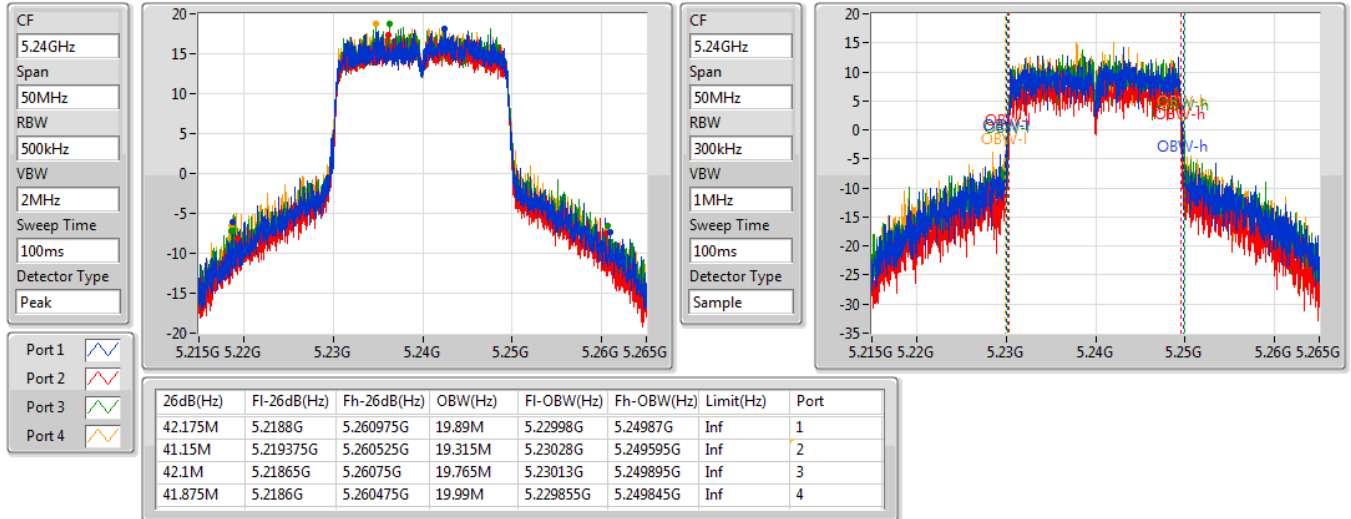 CF
5.24GHz
Span
50MHz
RBW
500kHz
VBW
2MHz
Sweep Time
100ms
Detector Type
Peak
20
15
10
5
0
-5
-10
-15
-20
5.215G 5.22G 5.23G 5.24G 5.25G 5.26G 5.265G
CF
5.24GHz
Span
50MHz
RBW
300kHz
VBW
1MHz
Sweep Time
100ms
Detector Type
Sample
20
15
10
5
0
-5
-10
-15
-20
-25
-30
-35
OBW-l
OBW-l
OBW-l
OBW-h
OBW-h
OBW-h
5.215G 5.22G 5.23G 5.24G 5.25G 5.26G 5.265G
Port 1
Port 2
Port 3
Port 4
26dB(Hz) Fl-26dB(Hz) Fh-26dB(Hz) OBW(Hz) Fl-OBW(Hz) Fh-OBW(Hz) Limit(Hz) Port
42.175M 5.2188G 5.260975G 19.89M 5.22998G 5.24987G Inf 1
41.15M 5.219375G 5.260525G 19.315M 5.23028G 5.249595G Inf 2
42.1M 5.21865G 5.26075G 19.765M 5.23013G 5.249895G Inf 3
41.875M 5.2186G 5.260475G 19.99M 5.229855G 5.249845G Inf 4